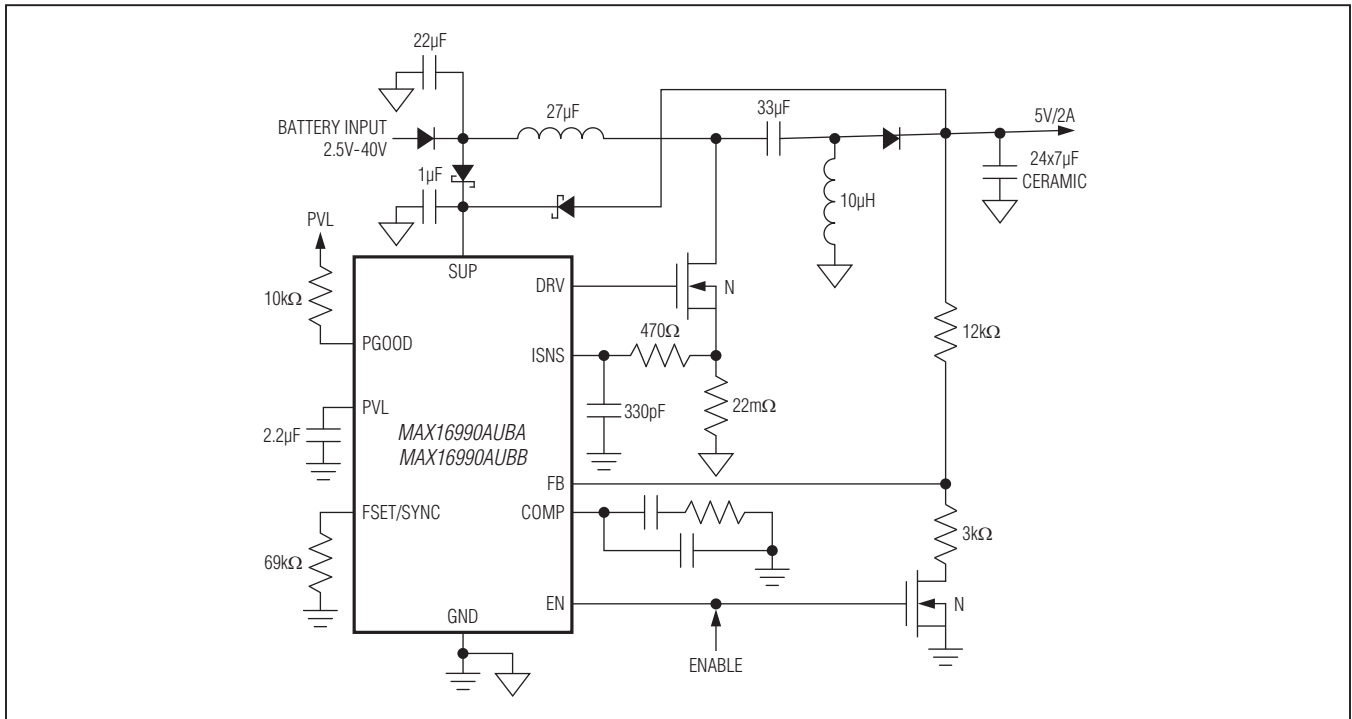 22µF
27µF
33µF
5V/2A
BATTERY INPUT
2.5V-40V
24x7µF
CERAMIC
1µF
10µH
PVL
SUP
DRV
N
10kΩ
470Ω
12kΩ
PGOOD
ISNS
330pF
22mΩ
PVL
2.2µF
MAX16990AUBA
MAX16990AUBB
FB
FSET/SYNC
COMP
3kΩ
69kΩ
EN
N
GND
ENABLE